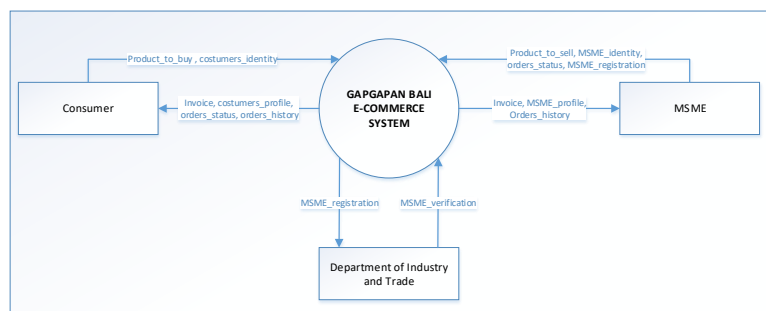 Product_to_buy , costumers_identity
Product_to_sell, MSME_identity,
orders_status, MSME_registration
GAPGAPAN BALI
E-COMMERCE
SYSTEM
Consumer
Invoice, costumers_profile,
orders_status, orders_history
Invoice, MSME_profile,
Orders_history
MSME
MSME_registration
MSME_verification
Department of Industry
and Trade